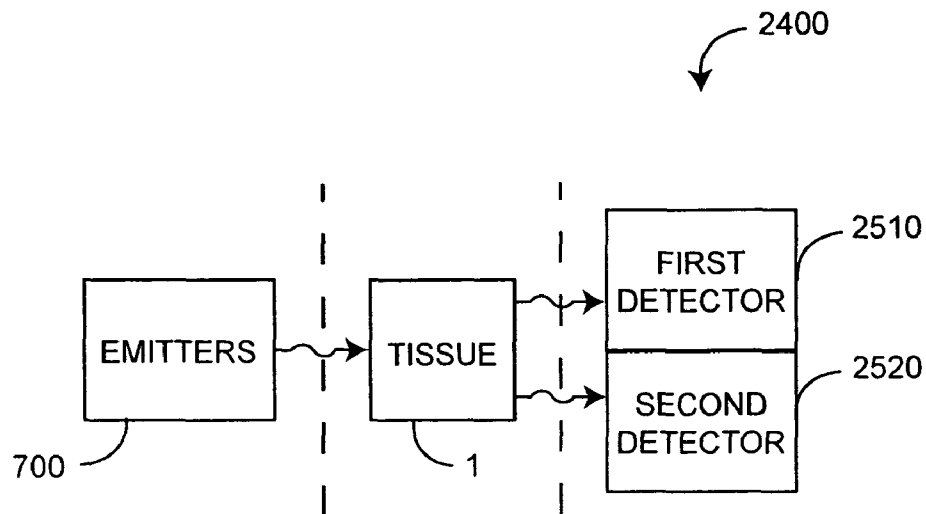 2400
2510
FIRST
DETECTOR
EMITTERS
TISSUE
2520
SECOND
DETECTOR
700
1